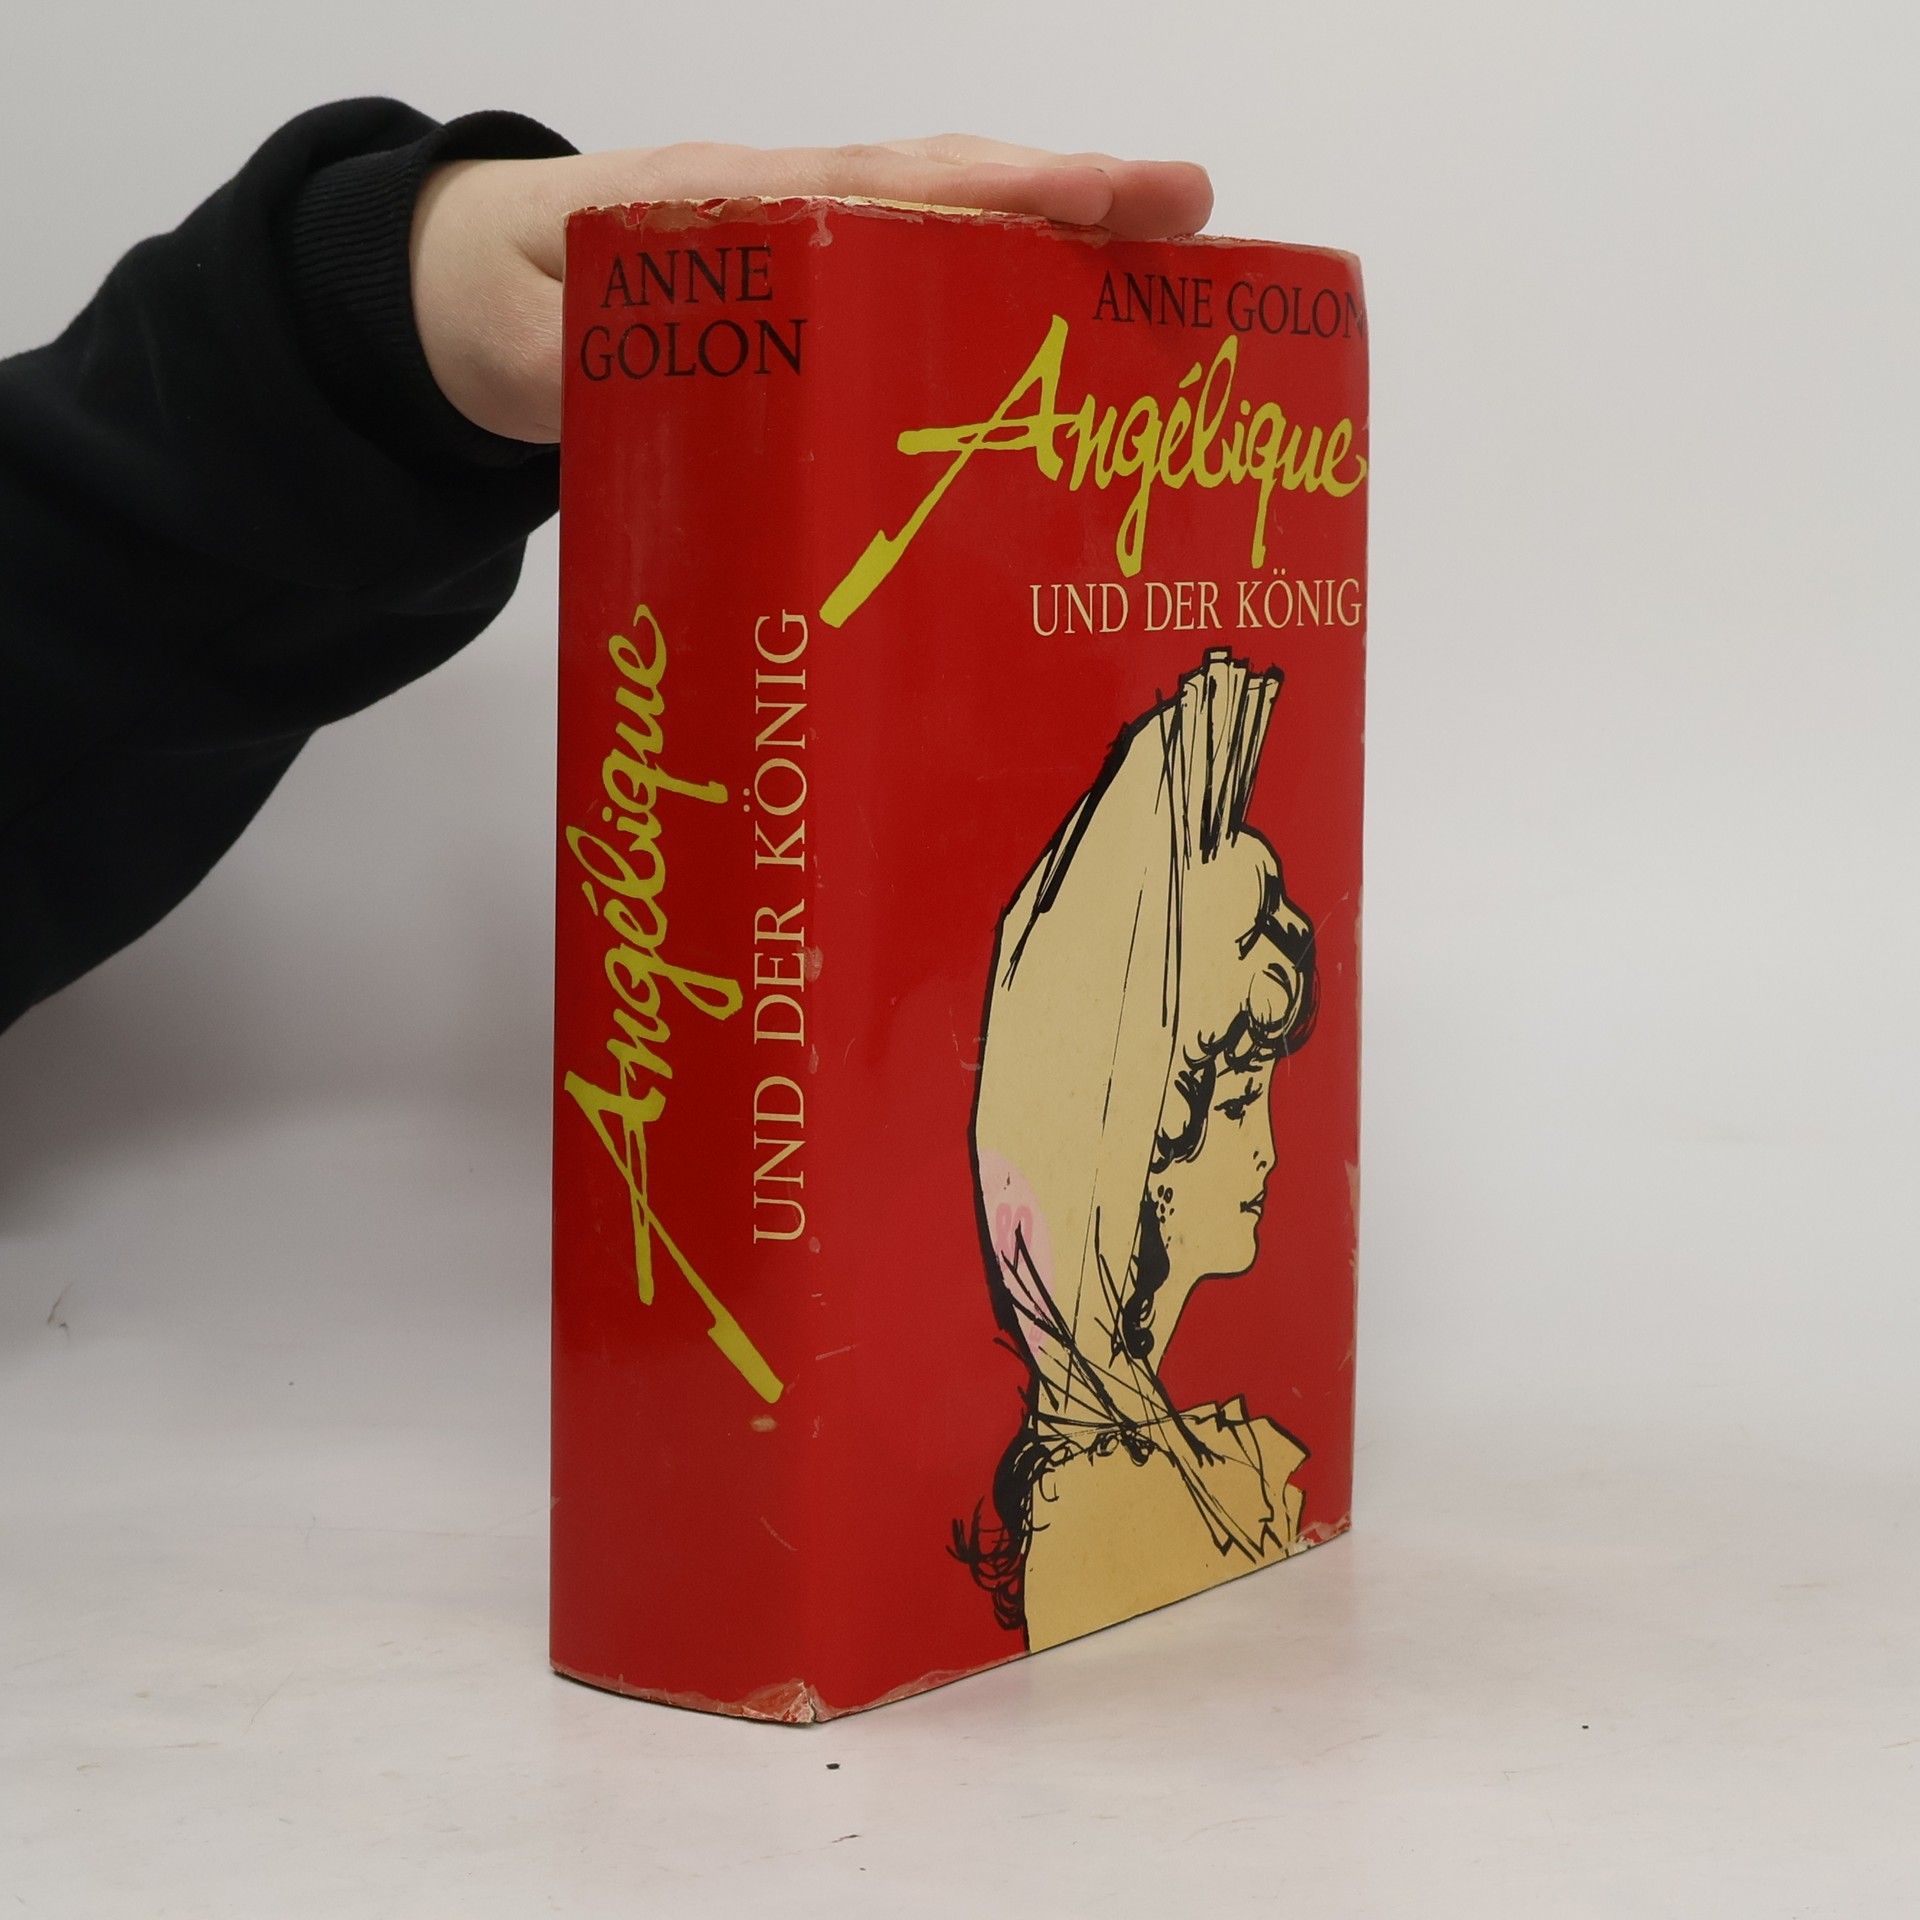 ANNE
GOLON
Angélique
UND DER KÖNIG
ANNE GOLON
Angélique
UND DER KÖNIG